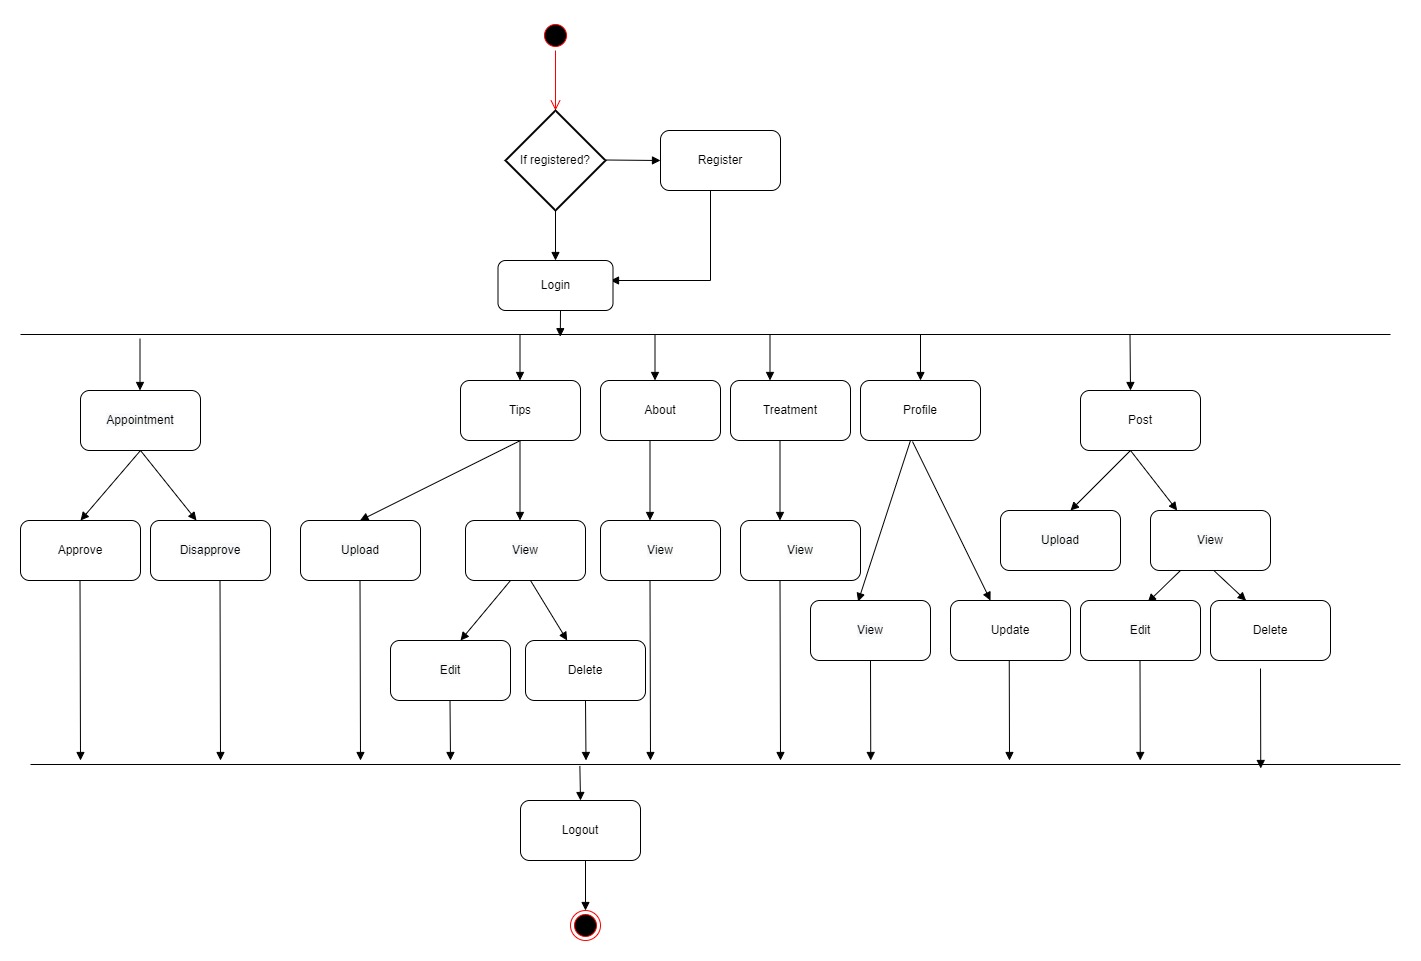 If registered?
Register
Login
Appointment
Tips
About
Treatment
Profile
Post
Approve
Disapprove
Upload
View
View
View
Upload
View
Edit
Delete
View
Update
Edit
Delete
Logout